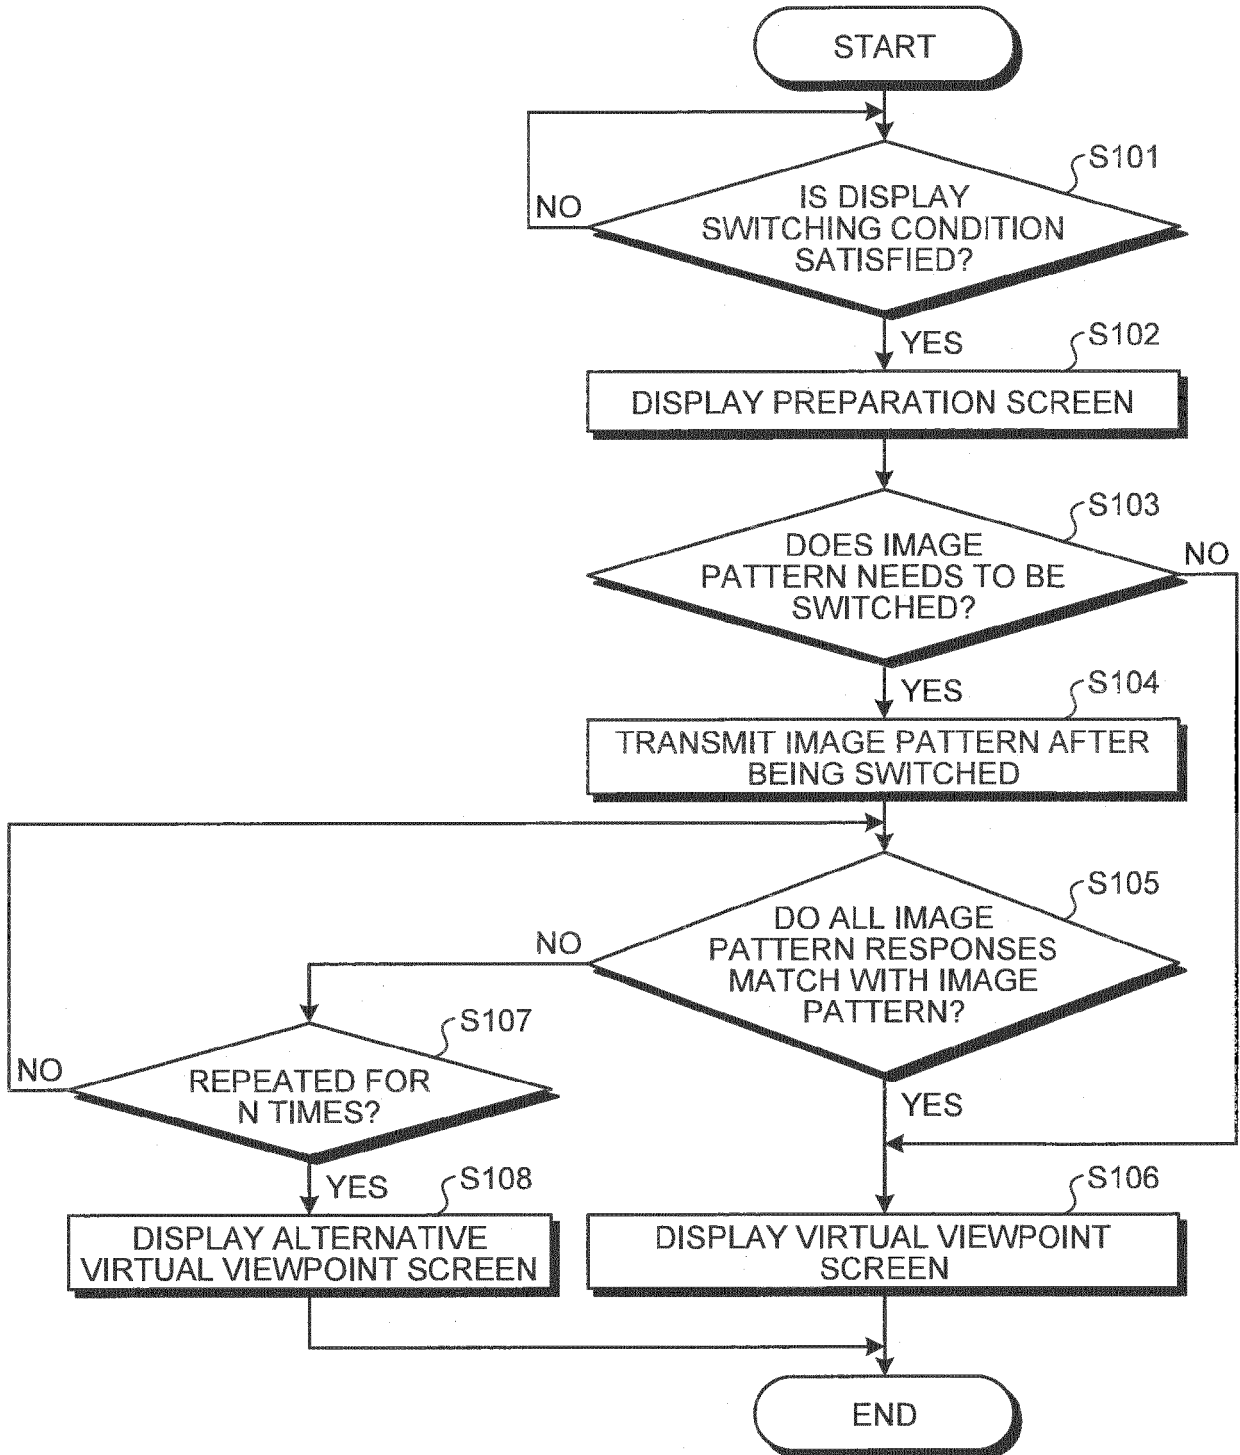 START
S101
IS DISPLAY
SWITCHING CONDITION
SATISFIED?
NO
YES
S102
DISPLAY PREPARATION SCREEN
S103
DOES IMAGE
PATTERN NEEDS TO BE
SWITCHED?
NO
YES
S104
TRANSMIT IMAGE PATTERN AFTER
BEING SWITCHED
S105
DO ALL IMAGE
PATTERN RESPONSES
MATCH WITH IMAGE
PATTERN?
NO
YES
S107
REPEATED FOR
N TIMES?
NO
YES
S108
DISPLAY ALTERNATIVE
VIRTUAL VIEWPOINT SCREEN
S106
DISPLAY VIRTUAL VIEWPOINT
SCREEN
END